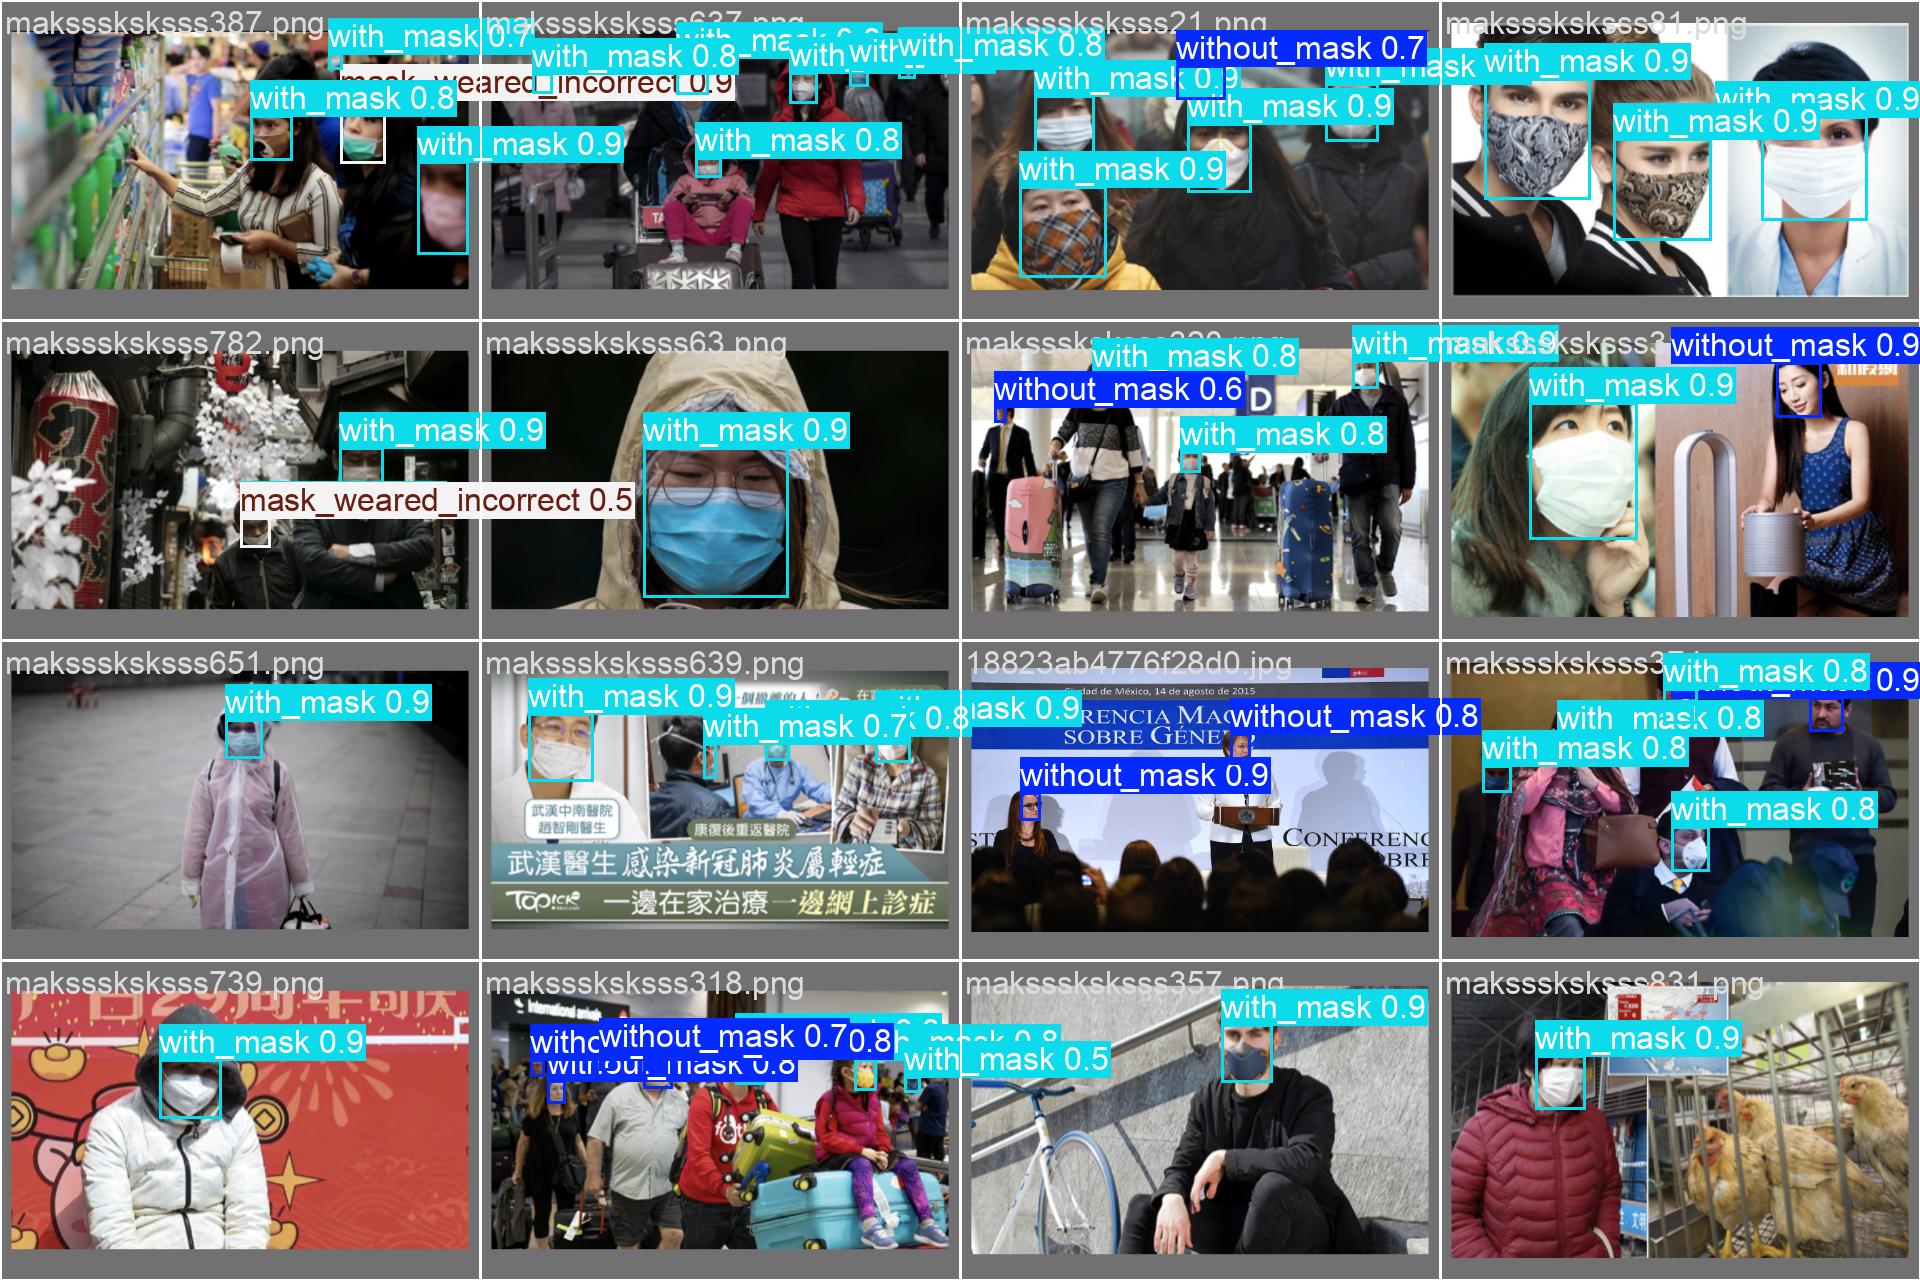 maksssksksss387.png
with_mask 0.7
mask_weared_incorrect 0.9
with_mask 0.8
with_mask 0.9
maksssksksss637.png
with_mask 0.8
with_mask 0.8
with_mask 0.8
TA
maksssksksss21.png
without_mask 0.7
with_mask 0.9
with_mask 0.9
with_mask 0.9
maksssksksss81.png
with_mask 0.9
with_mask 0.9
with_mask 0.9
maksssksksss782.png
with_mask 0.9
mask_weared_incorrect 0.5
maksssksksss63.png
with_mask 0.9
with_mask 0.8
with_mask 0.9
without_mask 0.6
D
with_mask 0.8
without_mask 0.9
with_mask 0.9
maksssksksss651.png
with_mask 0.9
maksssksksss639.png
with_mask 0.9
with_mask 0.7
0.8
武漢中南醫院
趙智剛醫生
康復後重返醫院
武漢醫生感染新冠肺炎屬輕症
TOPick 一邊在家治療一邊網上診症
18823ab4776f28d0.jpg
Ciudad de México, 14 de agosto de 2015
mask 0.9
RENCIA MAG
SOBRE GÉNE
without_mask 0.8
without_mask 0.9
CONFERENC
OBRE
with_mask 0.8
0.9
with_mask 0.8
with_mask 0.8
with_mask 0.8
maksssksksss739.png
with_mask 0.9
maksssksksss318.png
International arrivals
without_mask 0.7
0.8
without_mask 0.8
with_mask 0.5
maksssksksss357.png
with_mask 0.9
maksssksksss831.png
with_mask 0.9